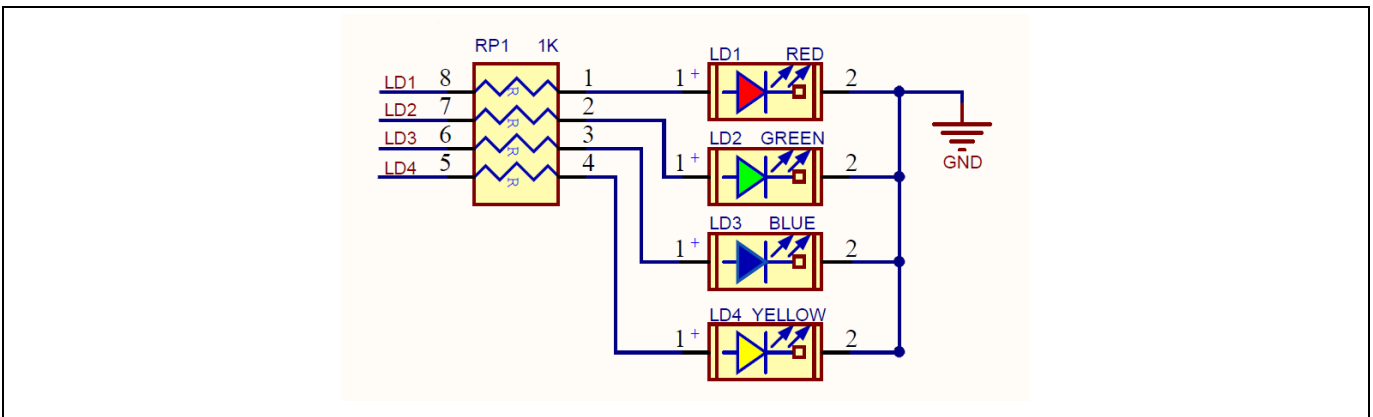 RP1 1K
LD1 8 1
LD2 7 2
LD3 6 3
LD4 5 4
R
R
R
R
LD1 RED
1 + 2
LD2 GREEN
1 + 2
LD3 BLUE
1 + 2
LD4 YELLOW
1 + 2
GND